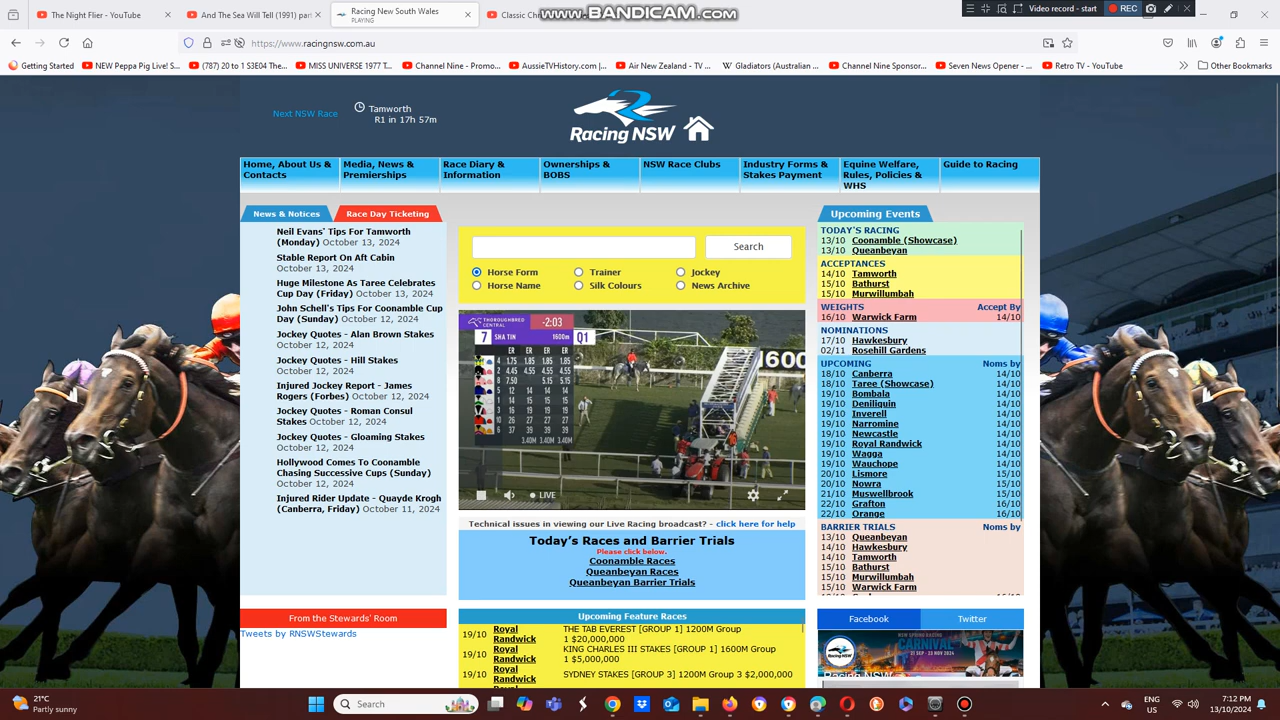 The Night Flier - YouTube
And The Sea Will Tell (1991) part
Racing New South Wales
PLAYING
www.BANDICAM.com
Video record - start
REC
https://www.racingnsw.com.au
Getting Started
NEW Peppa Pig Live! S...
(787) 20 to 1 S3E04 The...
MISS UNIVERSE 1977 T...
Channel Nine - Promo...
AussieTVHistory.com |...
Air New Zealand - TV ...
Gladiators (Australian ...
Channel Nine Sponsor...
Seven News Opener - ...
Retro TV - YouTube
Other Bookmarks
Next NSW Race
Tamworth
R1 in 17h 57m
Racing NSW
Home, About Us & Contacts
Media, News & Premierships
Race Diary & Information
Ownerships & BOBS
NSW Race Clubs
Industry Forms & Stakes Payment
Equine Welfare, Rules, Policies & WHS
Guide to Racing
News & Notices
Race Day Ticketing
Neil Evans' Tips For Tamworth
(Monday) October 13, 2024
Stable Report On Aft Cabin
October 13, 2024
Huge Milestone As Taree Celebrates
Cup Day (Friday) October 13, 2024
John Schell's Tips For Coonamble Cup
Day (Sunday) October 12, 2024
Jockey Quotes - Alan Brown Stakes
October 12, 2024
Jockey Quotes - Hill Stakes
October 12, 2024
Injured Jockey Report - James
Rogers (Forbes) October 12, 2024
Jockey Quotes - Roman Consul
Stakes October 12, 2024
Jockey Quotes - Gloaming Stakes
October 12, 2024
Hollywood Comes To Coonamble
Chasing Successive Cups (Sunday)
October 12, 2024
Injured Rider Update - Quayde Krogh
(Canberra, Friday) October 11, 2024
From the Stewards' Room
Tweets by RNSWStewards
Search
Horse Form
Trainer
Jockey
Horse Name
Silk Colours
News Archive
THOROUGHBRED CENTRAL
-2:03
7 SHA TIN 1600m Q1
1600
LIVE
Technical issues in viewing our Live Racing broadcast? - click here for help
Today's Races and Barrier Trials
Please click below.
Coonamble Races
Queanbeyan Races
Queanbeyan Barrier Trials
Upcoming Feature Races
19/10 Royal Randwick THE TAB EVEREST [GROUP 1] 1200M Group 1 $20,000,000
19/10 Royal Randwick KING CHARLES III STAKES [GROUP 1] 1600M Group 1 $5,000,000
19/10 Royal Randwick SYDNEY STAKES [GROUP 3] 1200M Group 3 $2,000,000
Upcoming Events
TODAY'S RACING
13/10 Coonamble (Showcase)
13/10 Queanbeyan
ACCEPTANCES
14/10 Tamworth
15/10 Bathurst
15/10 Murwillumbah
WEIGHTS Accept By
16/10 Warwick Farm 14/10
NOMINATIONS
17/10 Hawkesbury
02/11 Rosehill Gardens
UPCOMING Noms by
18/10 Canberra 14/10
18/10 Taree (Showcase) 14/10
19/10 Bombala 14/10
19/10 Deniliquin 14/10
19/10 Inverell 14/10
19/10 Narromine 14/10
19/10 Newcastle 14/10
19/10 Royal Randwick 14/10
19/10 Wagga 14/10
19/10 Wauchope 14/10
20/10 Lismore 15/10
20/10 Nowra 15/10
21/10 Muswellbrook 15/10
22/10 Grafton 16/10
22/10 Orange 16/10
BARRIER TRIALS Noms by
13/10 Queanbeyan
14/10 Hawkesbury
14/10 Tamworth
15/10 Bathurst
15/10 Murwillumbah
15/10 Warwick Farm
Facebook
Twitter
Racing NSW
CARNIVAL
21°C
Partly sunny
Search
ENG
US
7:12 PM
13/10/2024